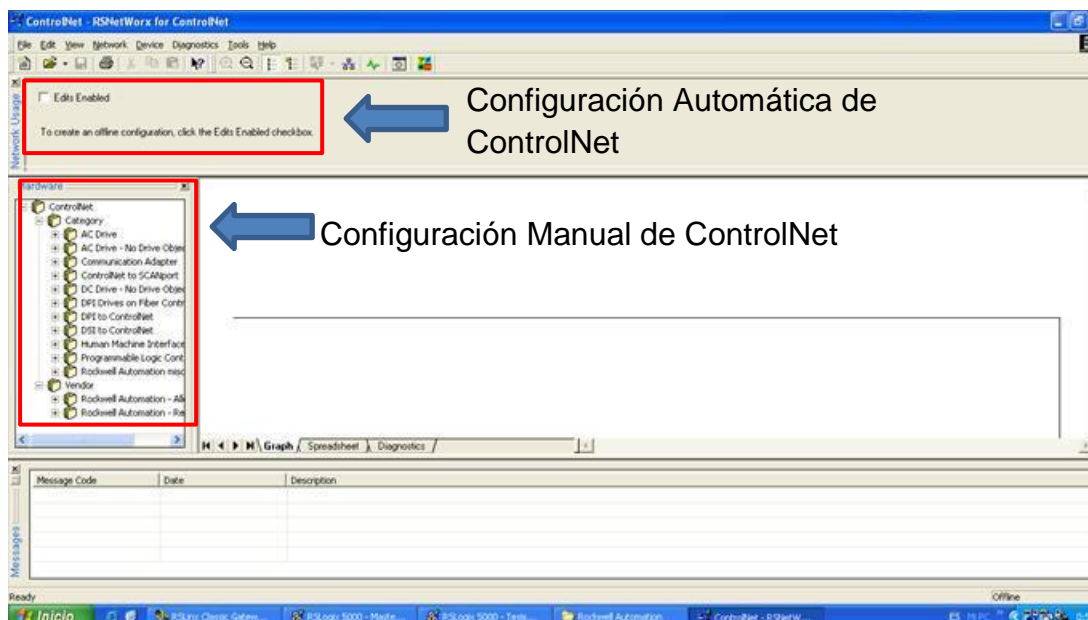 ControlNet - RSNetWorx for ControlNet
File Edit View Network Device Diagnostics Tools Help
Network Usage
Edits Enabled
To create an offline configuration, click the Edits Enabled checkbox.
Configuración Automática de
ControlNet
Hardware
ControlNet
Category
AC Drive
AC Drive - No Drive Objec
Communication Adapter
ControlNet to SCANport
DC Drive - No Drive Objec
DPI Drives on Fiber Contr
DPI to ControlNet
DSI to ControlNet
Human Machine Interface
Programmable Logic Cont
Rockwell Automation misc
Vendor
Rockwell Automation - All
Rockwell Automation - Re
Configuración Manual de ControlNet
Graph Spreadsheet Diagnostics
Messages
Message Code Date Description
Ready Offline
Inicio RSLinx Classic Gatew... RSLogix 5000 - Maste... RSLogix 5000 - Tesis... Rockwell Automation ControlNet - RSNetW... ES